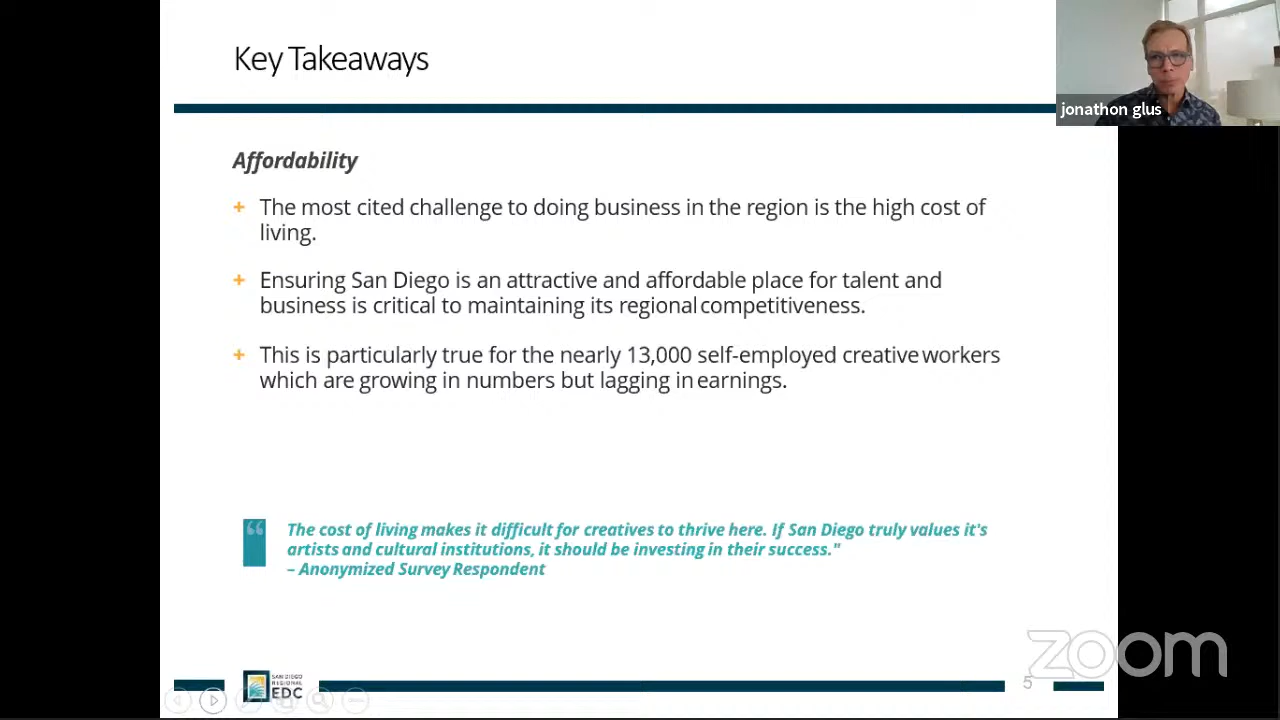 Key Takeaways
jonathon glus
Affordability
+ The most cited challenge to doing business in the region is the high cost of
living.
+ Ensuring San Diego is an attractive and affordable place for talent and
business is critical to maintaining its regional competitiveness.
+ This is particularly true for the nearly 13,000 self-employed creative workers
which are growing in numbers but lagging in earnings.
“ The cost of living makes it difficult for creatives to thrive here. If San Diego truly values it's
artists and cultural institutions, it should be investing in their success."
– Anonymized Survey Respondent
zoom
SAN DIEGO
REGIONAL
EDC
5